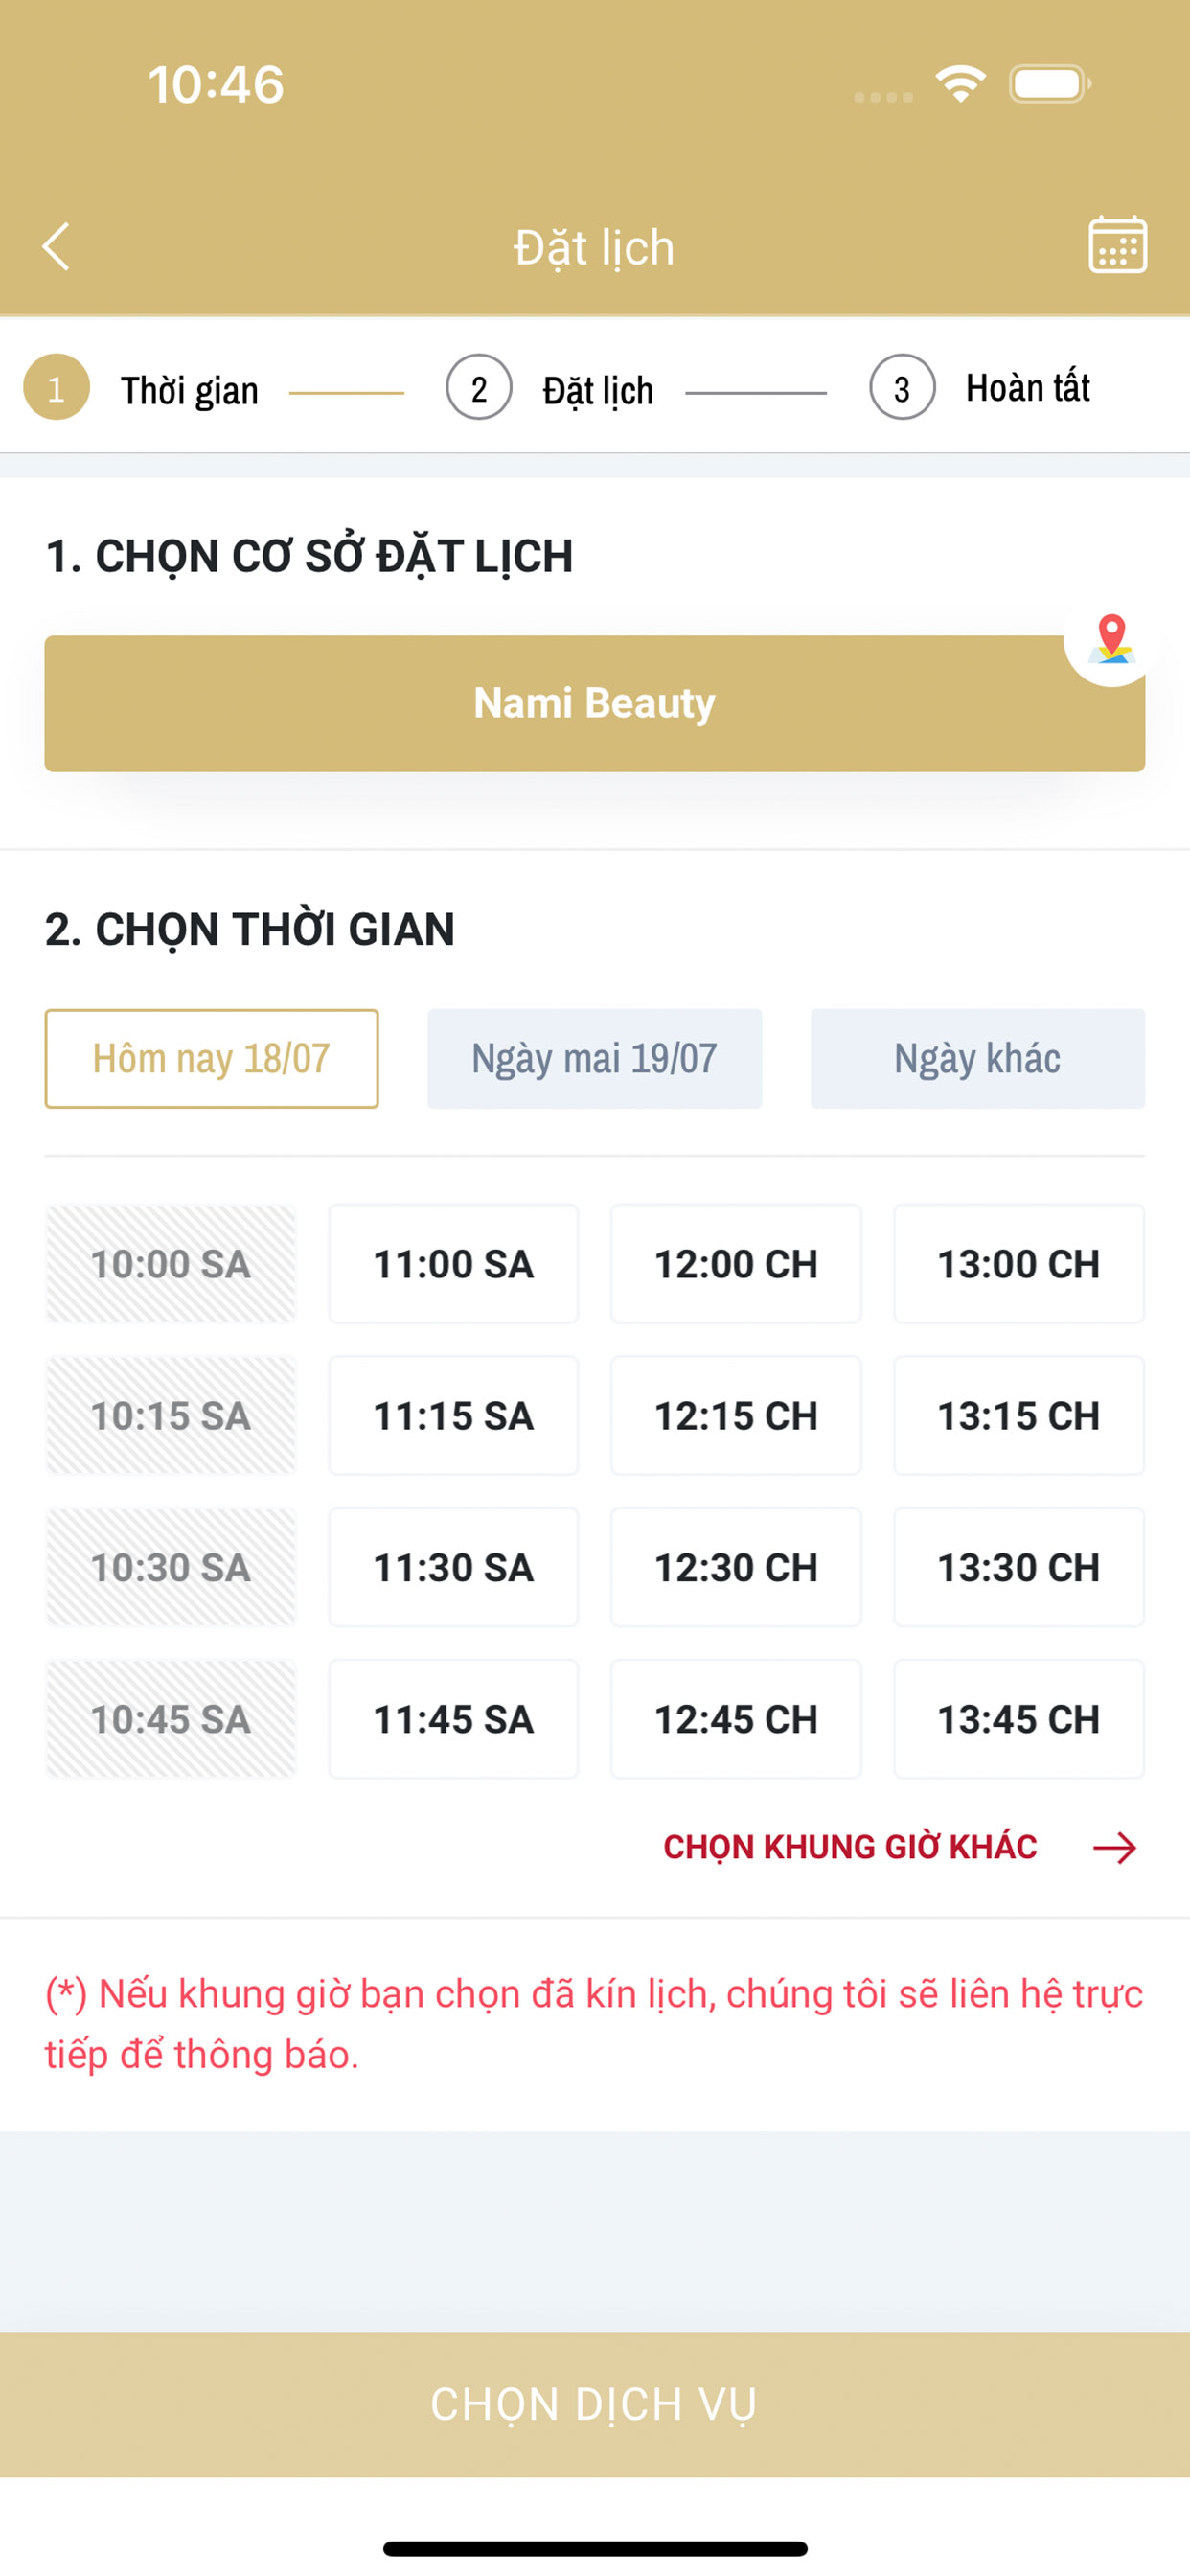 10:46
Đặt lịch
1 Thời gian 2 Đặt lịch 3 Hoàn tất
1. CHỌN CƠ SỞ ĐẶT LỊCH
Nami Beauty
2. CHỌN THỜI GIAN
Hôm nay 18/07 Ngày mai 19/07 Ngày khác
10:00 SA 11:00 SA 12:00 CH 13:00 CH
10:15 SA 11:15 SA 12:15 CH 13:15 CH
10:30 SA 11:30 SA 12:30 CH 13:30 CH
10:45 SA 11:45 SA 12:45 CH 13:45 CH
CHỌN KHUNG GIỜ KHÁC
(*) Nếu khung giờ bạn chọn đã kín lịch, chúng tôi sẽ liên hệ trực
tiếp để thông báo.
CHỌN DỊCH VỤ